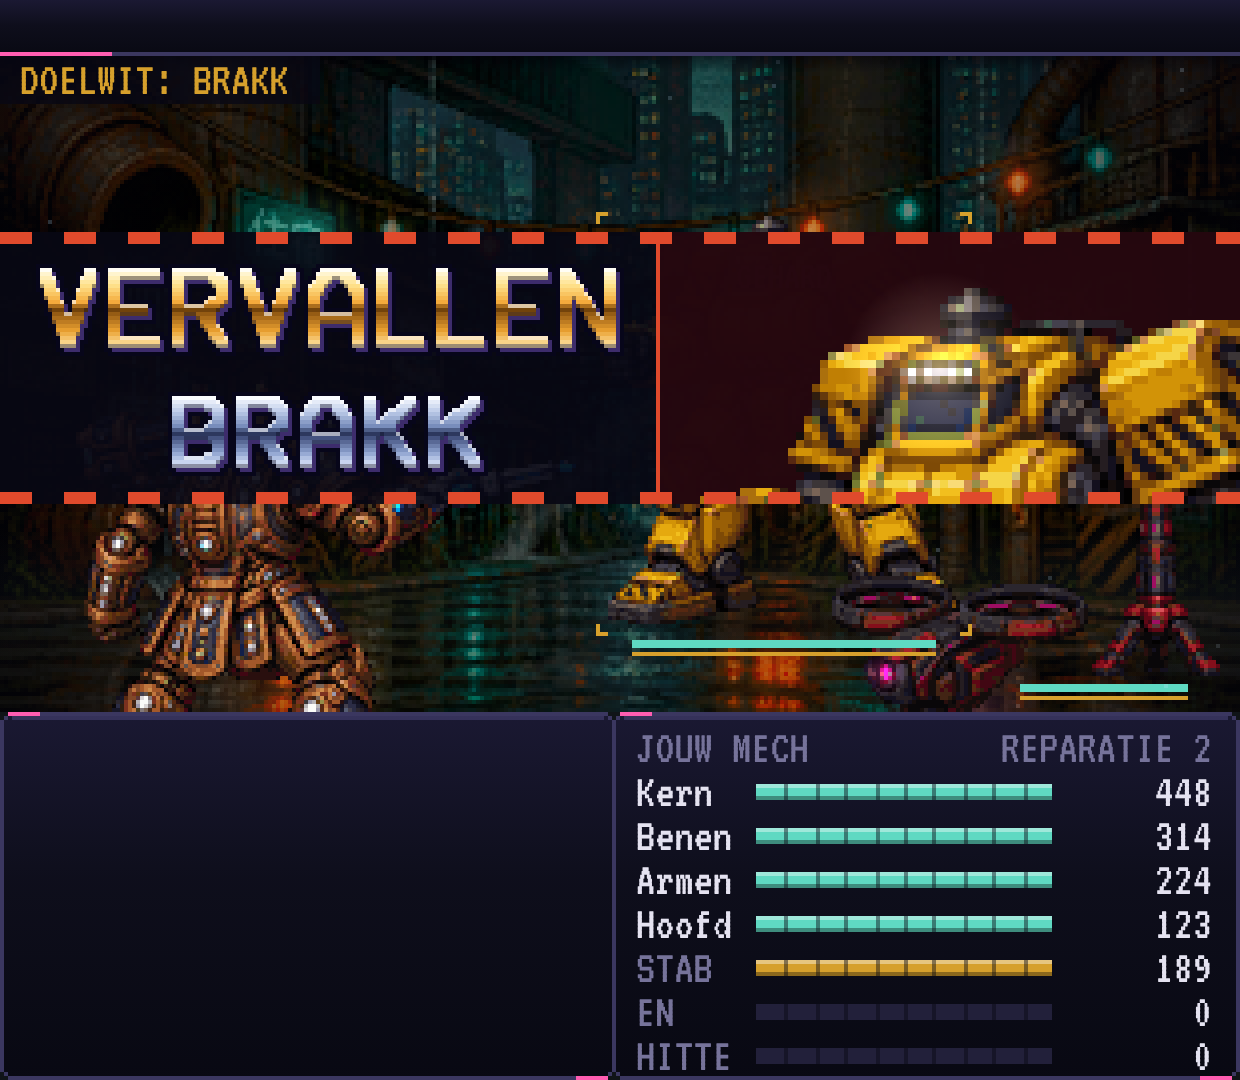 DOELWIT: BRAKK
VERVALLEN
BRAKK
JOUW MECH REPARATIE 2
Kern 448
Benen 314
Armen 224
Hoofd 123
STAB 189
EN 0
HITTE 0